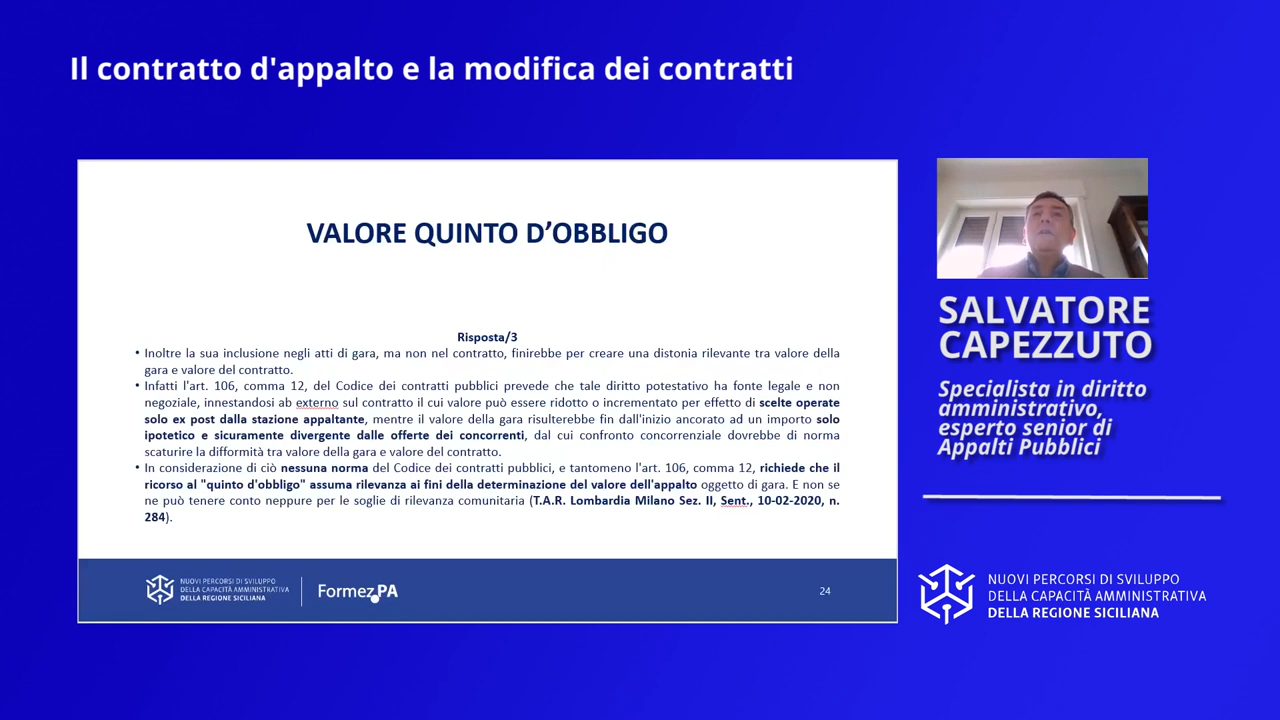 Il contratto d'appalto e la modifica dei contratti
VALORE QUINTO D'OBBLIGO
Risposta/3
• Inoltre la sua inclusione negli atti di gara, ma non nel contratto, finirebbe per creare una distonia rilevante tra valore della
gara e valore del contratto.
• Infatti l'art. 106, comma 12, del Codice dei contratti pubblici prevede che tale diritto potestativo ha fonte legale e non
negoziale, innestandosi ab externo sul contratto il cui valore può essere ridotto o incrementato per effetto di scelte operate
solo ex post dalla stazione appaltante, mentre il valore della gara risulterebbe fin dall'inizio ancorato ad un importo solo
ipotetico e sicuramente divergente dalle offerte dei concorrenti, dal cui confronto concorrenziale dovrebbe di norma
scaturire la difformità tra valore della gara e valore del contratto.
• In considerazione di ciò nessuna norma del Codice dei contratti pubblici, e tantomeno l'art. 106, comma 12, richiede che il
ricorso al "quinto d'obbligo" assuma rilevanza ai fini della determinazione del valore dell'appalto oggetto di gara. E non se
ne può tenere conto neppure per le soglie di rilevanza comunitaria (T.A.R. Lombardia Milano Sez. II, Sent., 10-02-2020, n.
284).
NUOVI PERCORSI DI SVILUPPO
DELLA CAPACITÀ AMMINISTRATIVA
DELLA REGIONE SICILIANA
Formez PA
24
SALVATORE
CAPEZZUTO
Specialista in diritto
amministrativo,
esperto senior di
Appalti Pubblici
NUOVI PERCORSI DI SVILUPPO
DELLA CAPACITÀ AMMINISTRATIVA
DELLA REGIONE SICILIANA